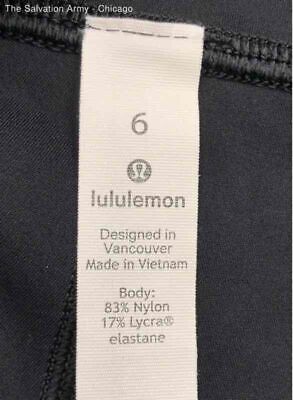 The Salvation Army - Chicago
6
lululemon
Designed in
Vancouver
Made in Vietnam
Body:
83% Nylon
17% Lycra®
elastane